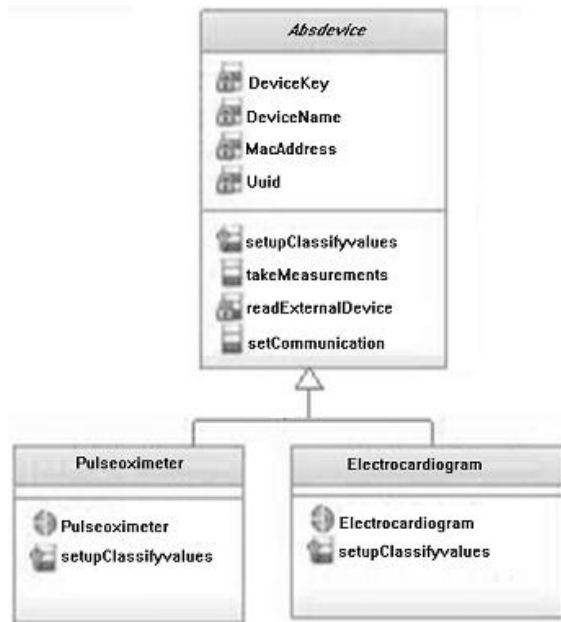 Absdevice
DeviceKey
DeviceName
MacAddress
Uuid
setupClassifyvalues
takeMeasurements
readExternalDevice
setCommunication
Pulseoximeter
Pulseoximeter
setupClassifyvalues
Electrocardiogram
Electrocardiogram
setupClassifyvalues